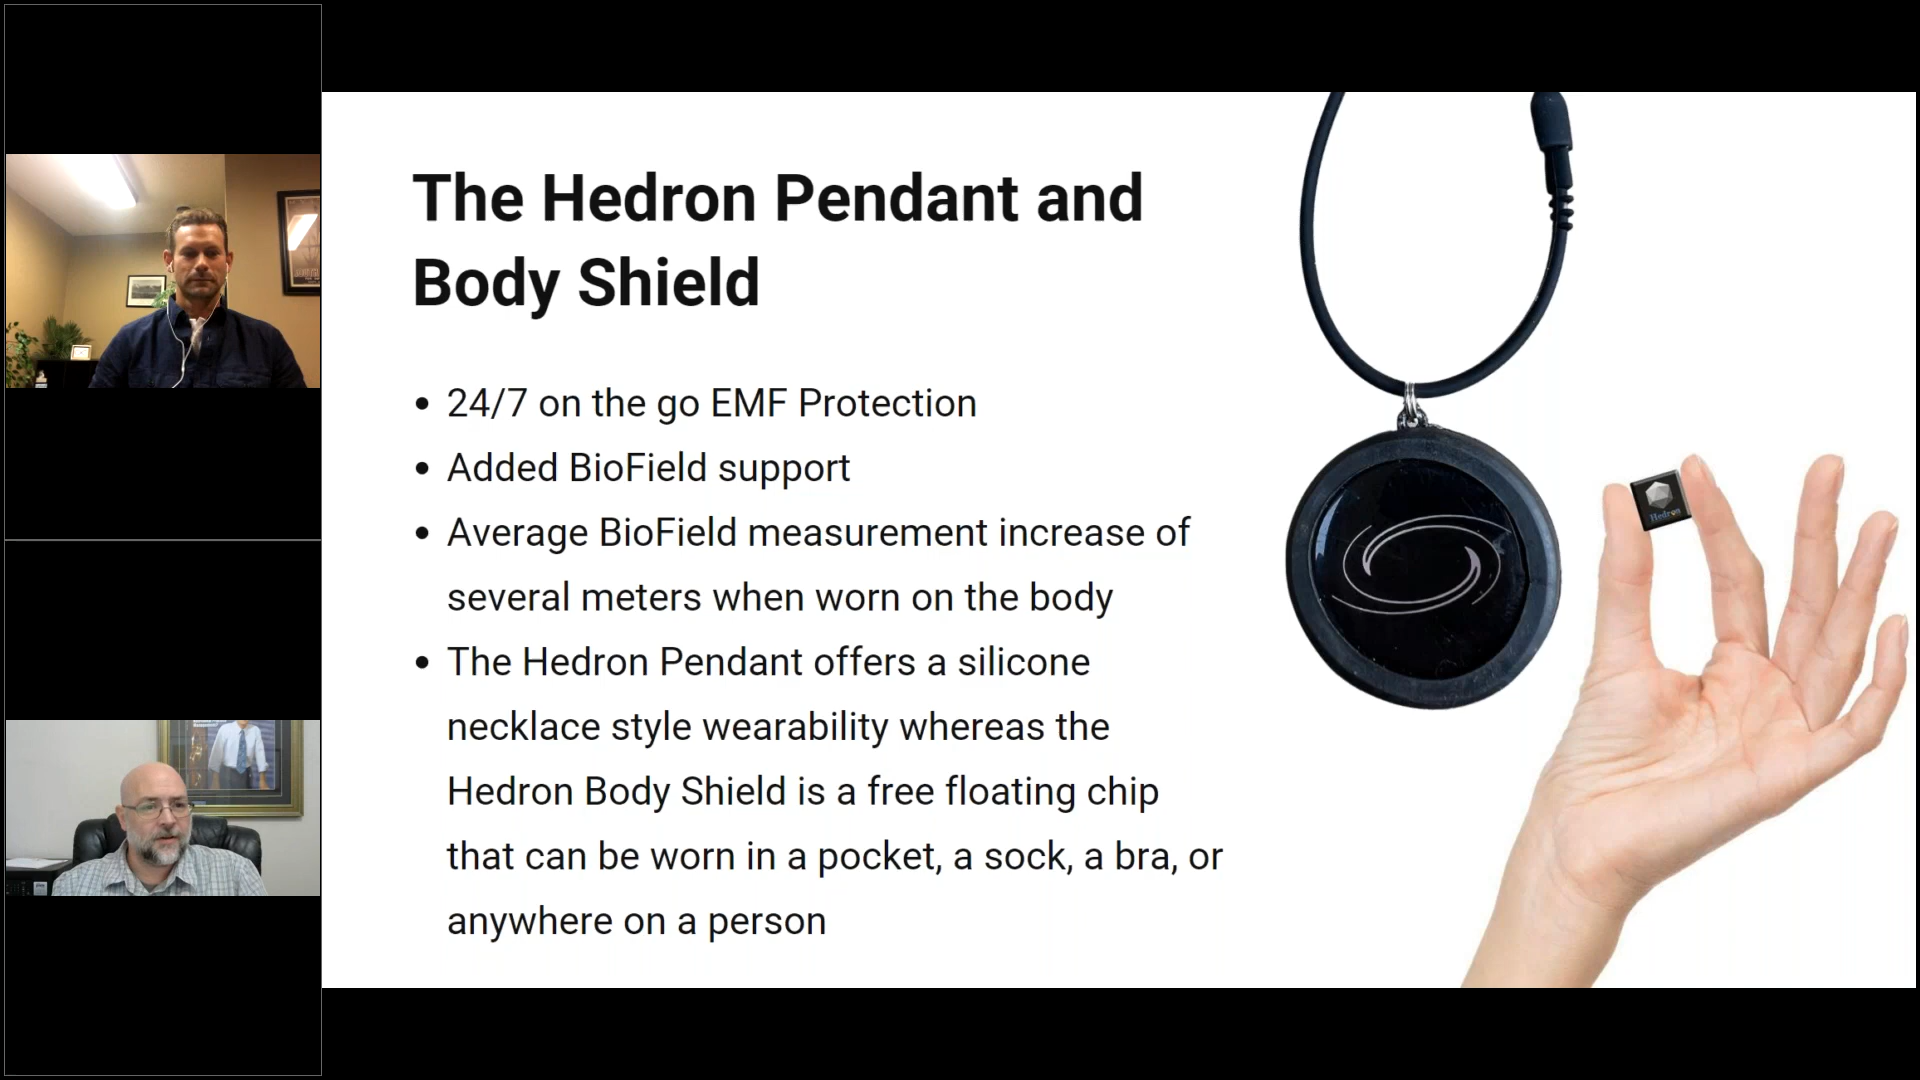 The Hedron Pendant and
Body Shield
• 24/7 on the go EMF Protection
• Added BioField support
• Average BioField measurement increase of
several meters when worn on the body
• The Hedron Pendant offers a silicone
necklace style wearability whereas the
Hedron Body Shield is a free floating chip
that can be worn in a pocket, a sock, a bra, or
anywhere on a person
Hedron